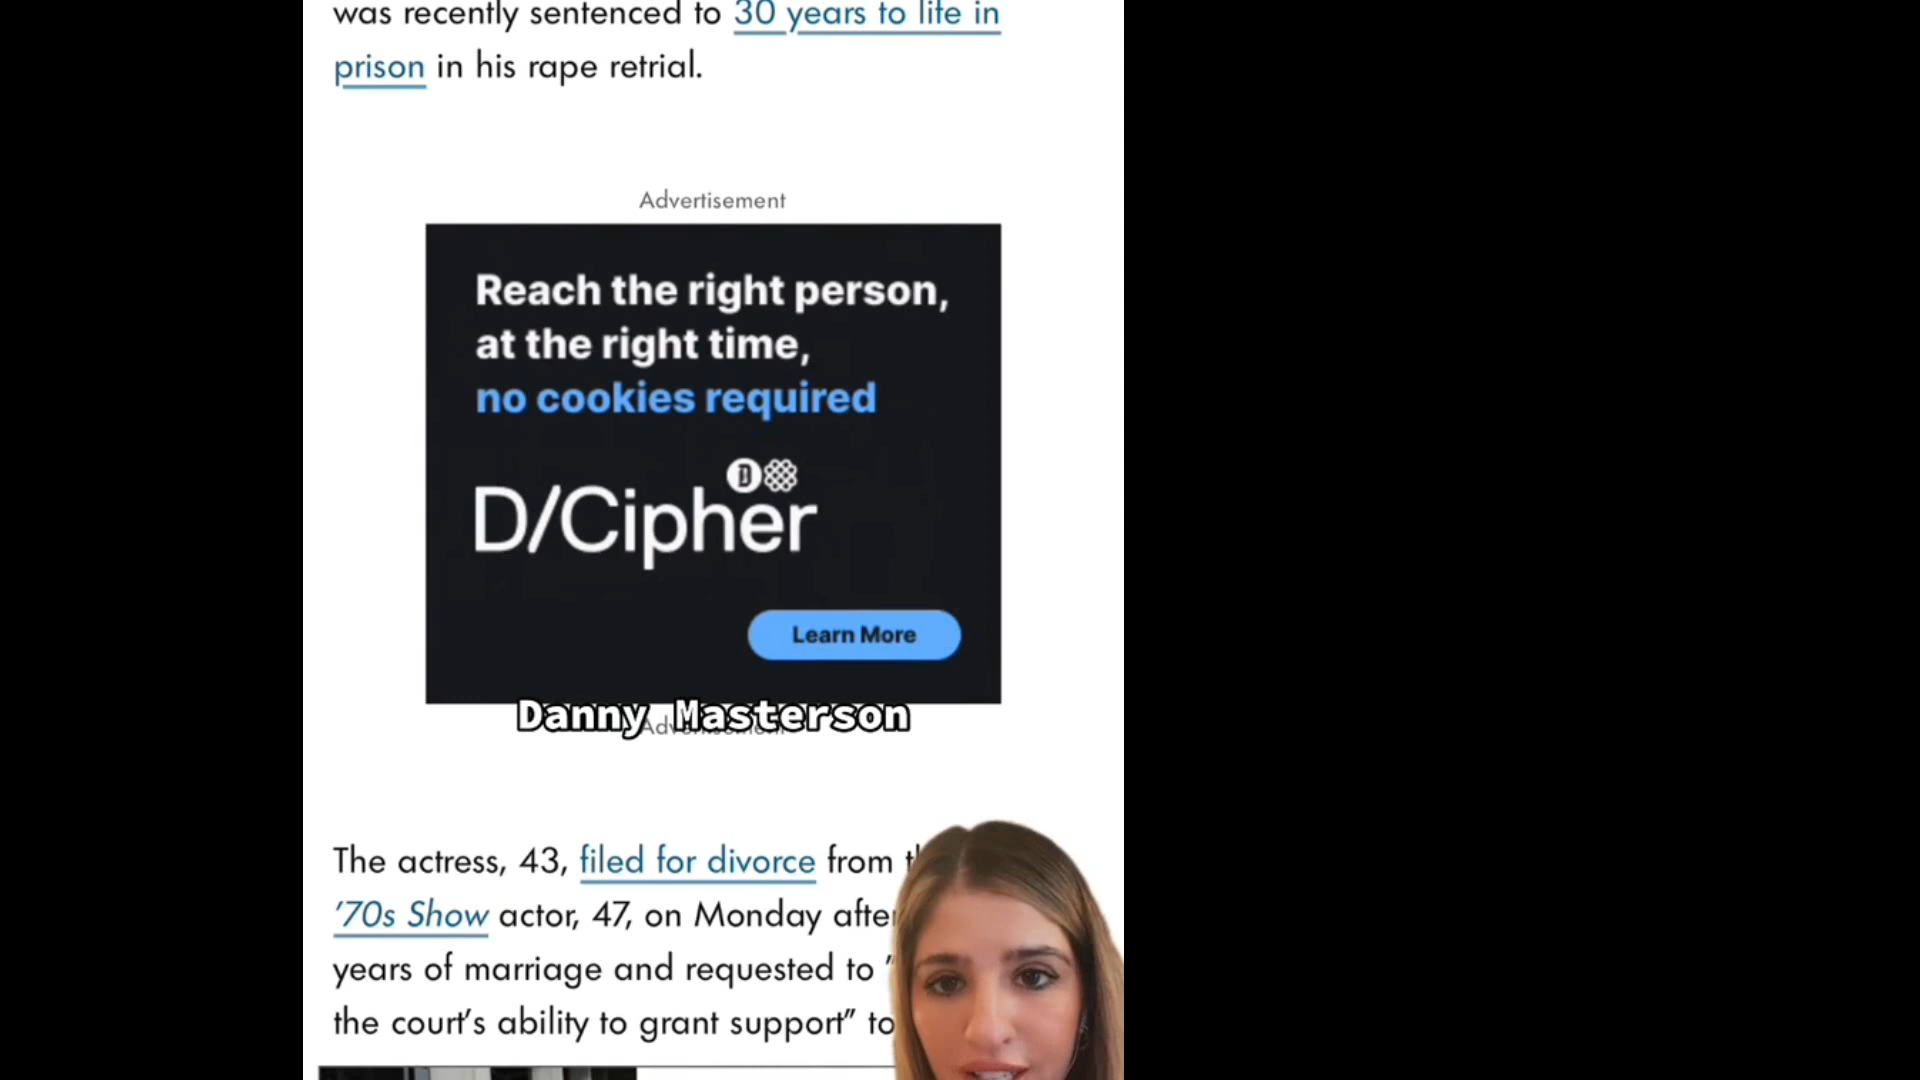 was recently sentenced to 30 years to life in
prison in his rape retrial.
Advertisement
Reach the right person,
at the right time,
no cookies required
D/Cipher
Learn More
Danny Masterson
The actress, 43, filed for divorce from
'70s Show actor, 47, on Monday after
years of marriage and requested to "
the court's ability to grant support" to